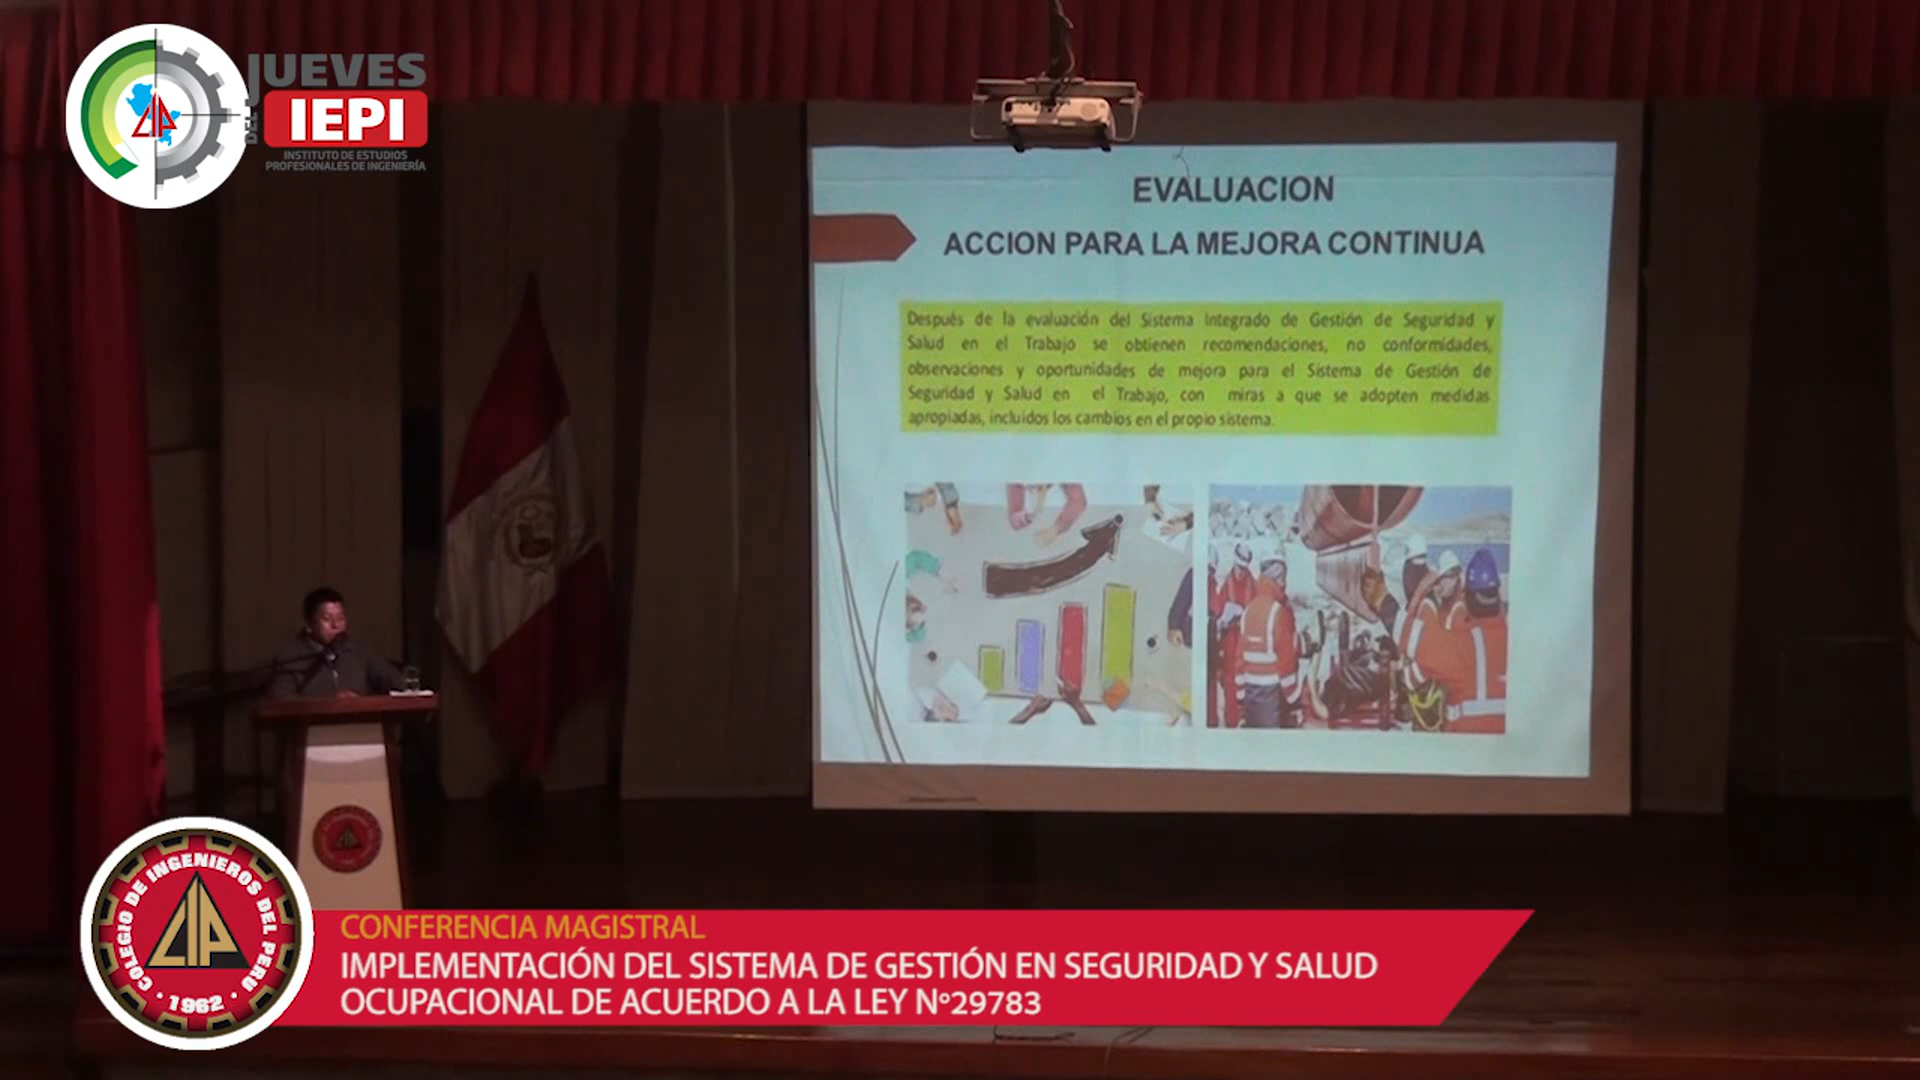 JUEVES
DEL
IEPI
INSTITUTO DE ESTUDIOS
PROFESIONALES DE INGENIERÍA
EVALUACION
ACCION PARA LA MEJORA CONTINUA
Después de la evaluación del Sistema Integrado de Gestión de Seguridad y
Salud en el Trabajo se obtienen recomendaciones, no conformidades,
observaciones y oportunidades de mejora para el Sistema de Gestión de
Seguridad y Salud en el Trabajo, con miras a que se adopten medidas
apropiadas, incluidos los cambios en el propio sistema.
COLEGIO DE INGENIEROS DEL PERU
CIP
· 1962 ·
CONFERENCIA MAGISTRAL
IMPLEMENTACIÓN DEL SISTEMA DE GESTIÓN EN SEGURIDAD Y SALUD
OCUPACIONAL DE ACUERDO A LA LEY N°29783